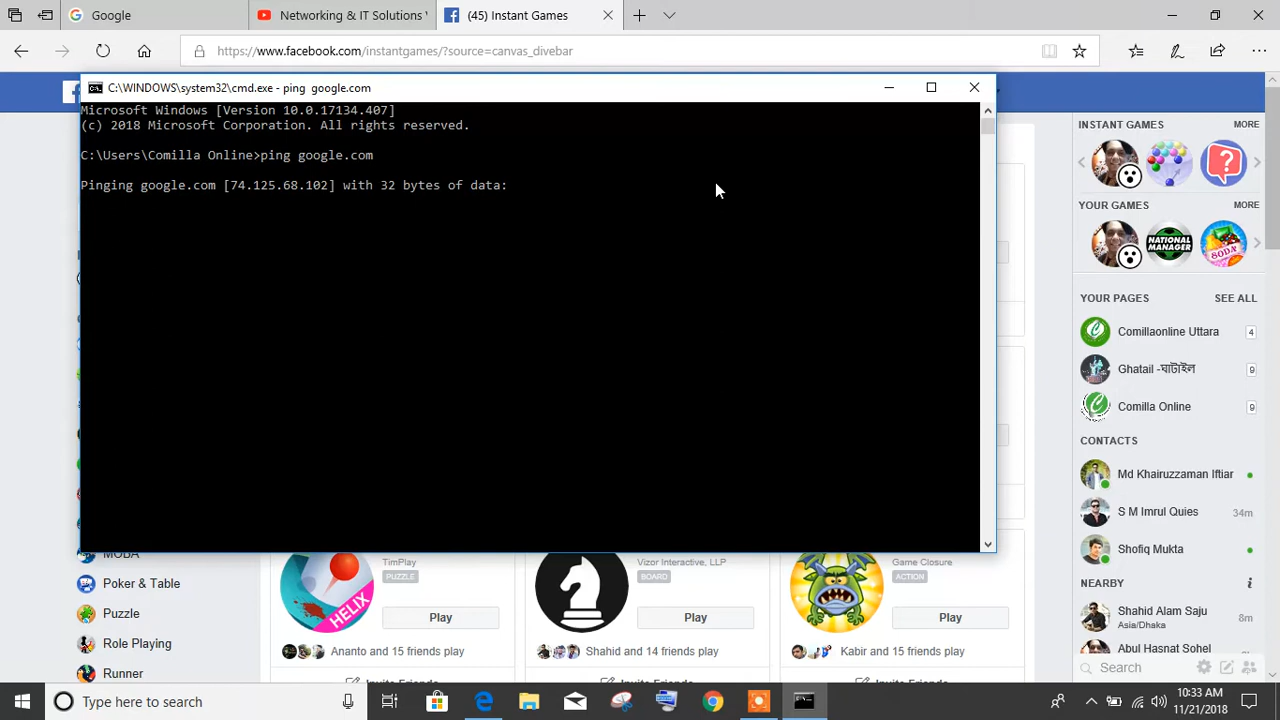 Google
Networking & IT Solutions
(45) Instant Games
https://www.facebook.com/instantgames/?source=canvas_divebar
C:\WINDOWS\system32\cmd.exe - ping  google.com
Microsoft Windows [Version 10.0.17134.407]
(c) 2018 Microsoft Corporation. All rights reserved.
C:\Users\Comilla Online>ping google.com
Pinging google.com [74.125.68.102] with 32 bytes of data:
INSTANT GAMES
MORE
YOUR GAMES
MORE
NATIONAL MANAGER
SODA
YOUR PAGES
SEE ALL
Comillaonline Uttara
4
Ghatail -ঘাটাইল
9
Comilla Online
9
CONTACTS
Md Khairuzzaman Iftiar
S M Imrul Quies
34m
Shofiq Mukta
NEARBY
Shahid Alam Saju
Asia/Dhaka
8m
Abul Hasnat Sohel
Search
MOBA
Poker & Table
Puzzle
Role Playing
Runner
HELIX
TimPlay
PUZZLE
Play
Ananto and 15 friends play
Vizor Interactive, LLP
BOARD
Play
Shahid and 14 friends play
Game Closure
ACTION
Play
Kabir and 15 friends play
Type here to search
10:33 AM
11/21/2018